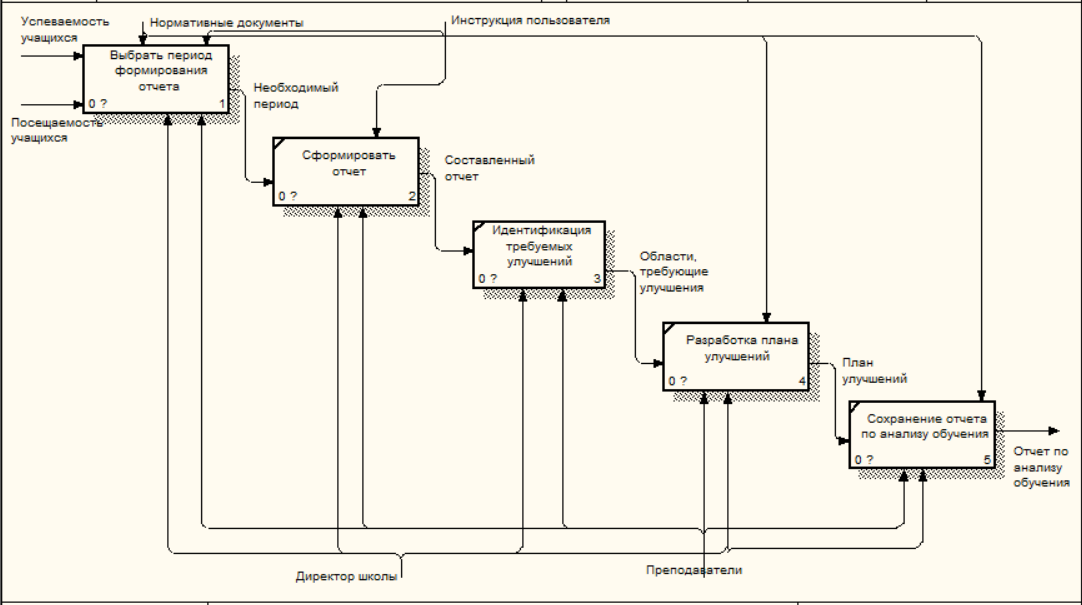 Успеваемость
учащихся
Нормативные документы
Инструкция пользователя
Выбрать период
формирования
отчета
0 ?
1
Посещаемость
учащихся
Необходимый
период
Сформировать
отчет
0 ?
2
Составленный
отчет
Идентификация
требуемых
улучшений
0 ?
3
Области,
требующие
улучшения
Разработка плана
улучшений
0 ?
4
План
улучшений
Сохранение отчета
по анализу обучения
0 ?
5
Отчет по
анализу
обучения
Директор школы
Преподаватели